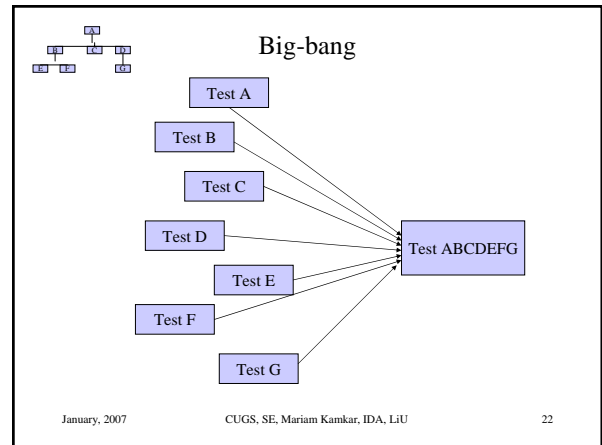 A
B C D
E F G
Big-bang
Test A
Test B
Test C
Test D
Test E
Test F
Test G
Test ABCDEFG
January, 2007 CUGS, SE, Mariam Kamkar, IDA, LiU 22